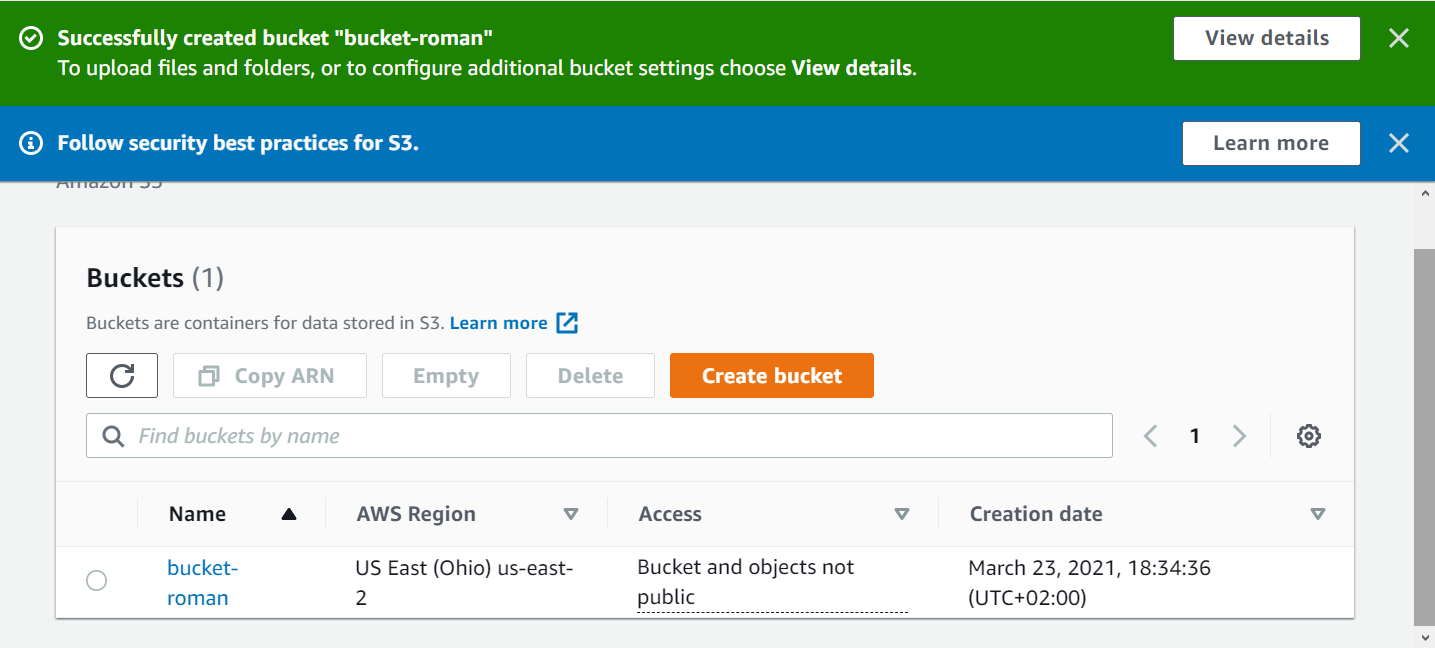 Successfully created bucket "bucket-roman"
View details
To upload files and folders, or to configure additional bucket settings choose View details.
Follow security best practices for S3.
Learn more
Amazon S3
Buckets (1)
Buckets are containers for data stored in S3. Learn more
Copy ARN
Empty
Delete
Create bucket
Find buckets by name
1
Name
AWS Region
Access
Creation date
bucket-
roman
US East (Ohio) us-east-
2
Bucket and objects not
public
March 23, 2021, 18:34:36
(UTC+02:00)